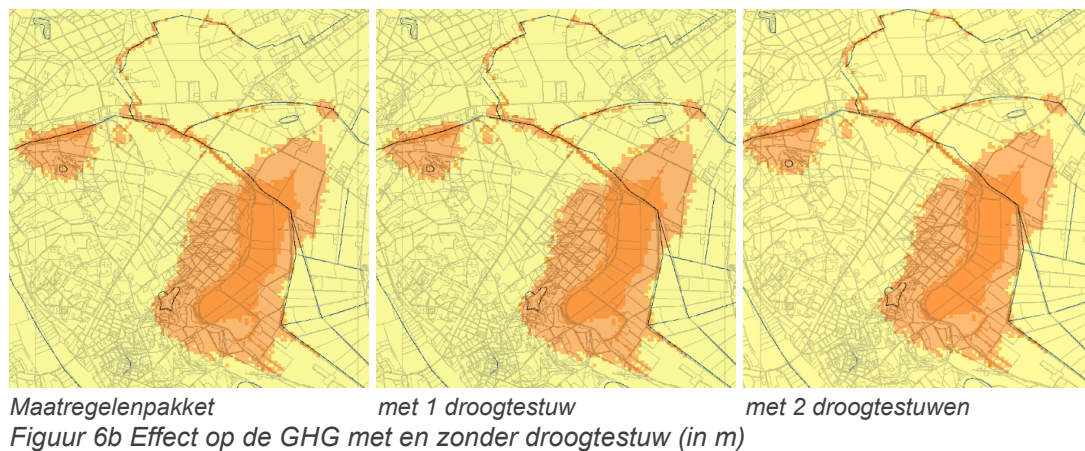 Maatregelenpakket
met 1 droogtestuw
met 2 droogtestuwen
Figuur 6b Effect op de GHG met en zonder droogtestuw (in m)